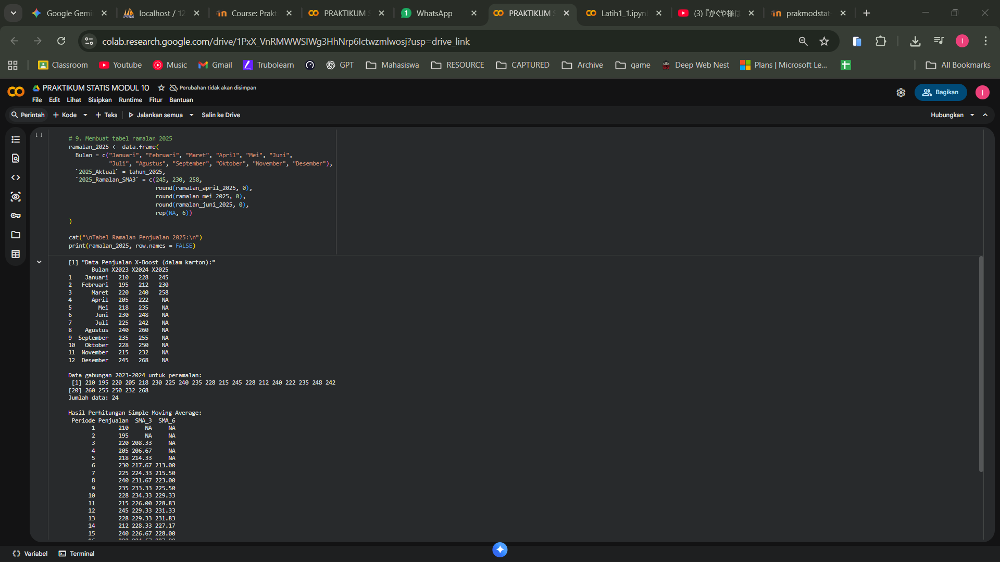 Google Gemi
localhost / 12
Course: Prakt
PRAKTIKUM S
WhatsApp
PRAKTIKUM S
Latih1_1.ipyn
(3)『かぐや様は
prakmodstat
colab.research.google.com/drive/1PxX_VnRMWWSlWg3HhNrp6Ictwzmlwosj?usp=drive_link
Classroom
Youtube
Music
Gmail
Trubolearn
GPT
Mahasiswa
RESOURCE
CAPTURED
Archive
game
Deep Web Nest
Plans | Microsoft Le...
All Bookmarks
PRAKTIKUM STATIS MODUL 10
Perubahan tidak akan disimpan
File Edit Lihat Sisipkan Runtime Fitur Bantuan
Bagikan
Perintah
+ Kode
+ Teks
Jalankan semua
Salin ke Drive
Hubungkan
[ ]
# 9. Membuat tabel ramalan 2025
ramalan_2025 <- data.frame(
Bulan = c("Januari", "Februari", "Maret", "April", "Mei", "Juni",
"Juli", "Agustus", "September", "Oktober", "November", "Desember"),
`2025_Aktual` = tahun_2025,
`2025_Ramalan_SMA3` = c(245, 230, 258,
round(ramalan_april_2025, 0),
round(ramalan_mei_2025, 0),
round(ramalan_juni_2025, 0),
rep(NA, 6))
)
cat("\nTabel Ramalan Penjualan 2025:\n")
print(ramalan_2025, row.names = FALSE)
[1] "Data Penjualan X-Boost (dalam karton):"
Bulan X2023 X2024 X2025
1 Januari 210 228 245
2 Februari 195 212 230
3 Maret 220 240 258
4 April 205 222 NA
5 Mei 218 235 NA
6 Juni 230 248 NA
7 Juli 225 242 NA
8 Agustus 240 260 NA
9 September 235 255 NA
10 Oktober 228 250 NA
11 November 215 232 NA
12 Desember 245 268 NA
Data gabungan 2023-2024 untuk peramalan:
[1] 210 195 220 205 218 230 225 240 235 228 215 245 228 212 240 222 235 248 242
[20] 260 255 250 232 268
Jumlah data: 24
Hasil Perhitungan Simple Moving Average:
Periode Penjualan SMA_3 SMA_6
1 210 NA NA
2 195 NA NA
3 220 208.33 NA
4 205 206.67 NA
5 218 214.33 NA
6 230 217.67 213.00
7 225 224.33 215.50
8 240 231.67 223.00
9 235 233.33 225.50
10 228 234.33 229.33
11 215 226.00 228.83
12 245 229.33 231.33
13 228 229.33 231.83
14 212 228.33 227.17
15 240 226.67 228.00
Variabel
Terminal